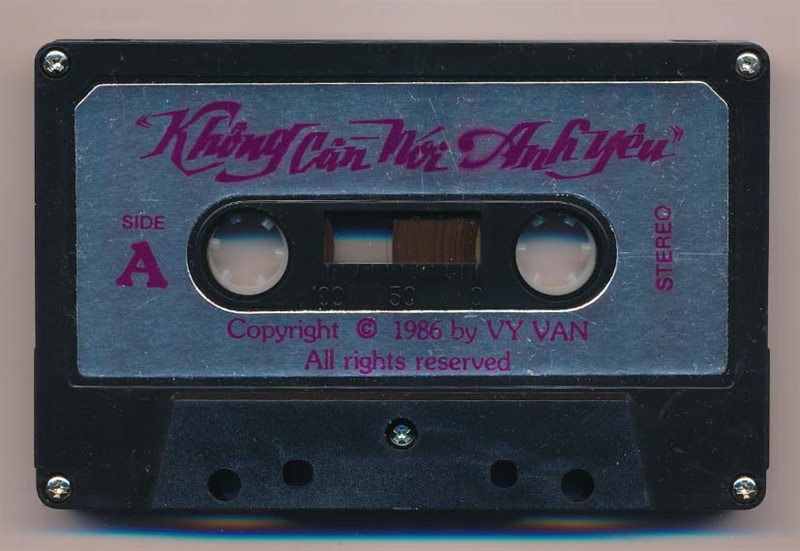 "Không Cần Nói Anh Yêu"
SIDE
A
STEREO
100 50 0
Copyright © 1986 by VY VAN
All rights reserved